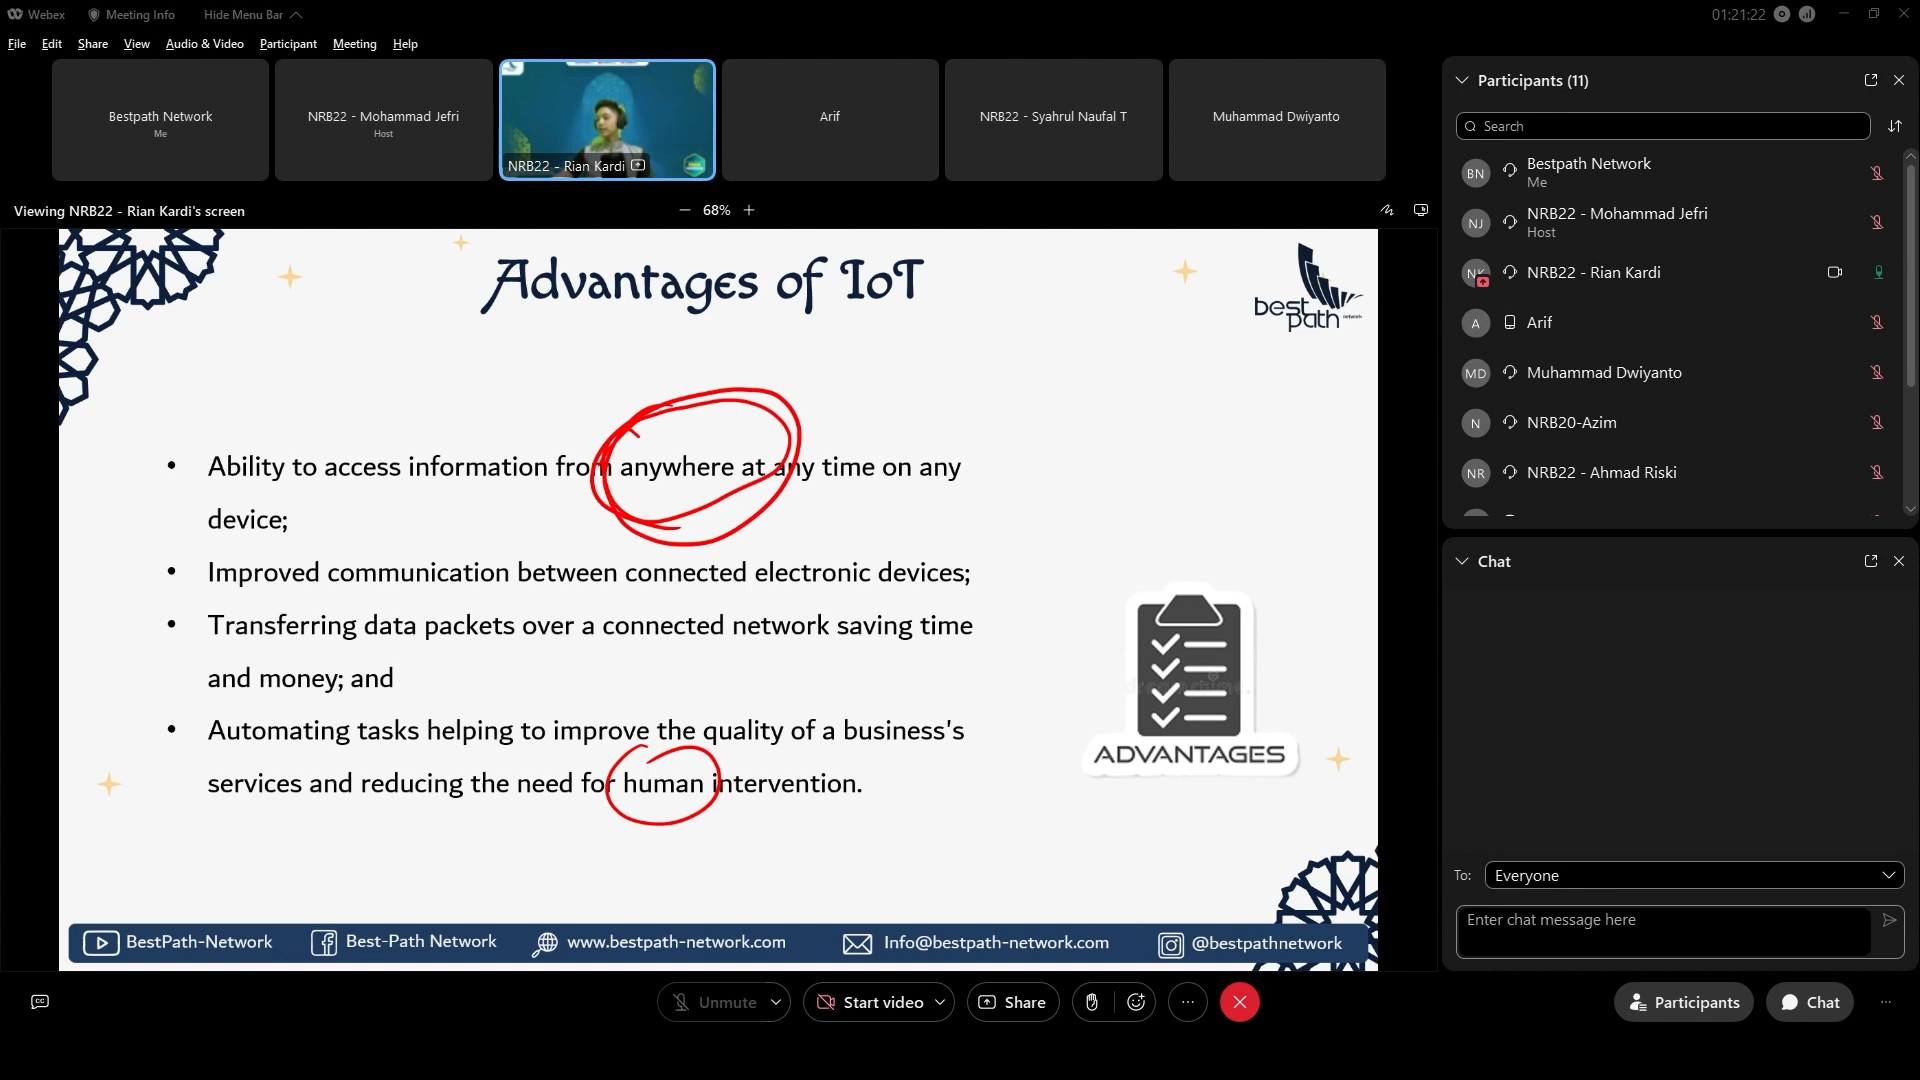 Webex
Meeting Info
Hide Menu Bar
01:21:22
File Edit Share View Audio & Video Participant Meeting Help
Bestpath Network
Me
NRB22 - Mohammad Jefri
Host
NRB22 - Rian Kardi
Arif
NRB22 - Syahrul Naufal T
Muhammad Dwiyanto
Viewing NRB22 - Rian Kardi's screen
68%
Advantages of IoT
best
path
network
• Ability to access information from anywhere at any time on any
device;
• Improved communication between connected electronic devices;
• Transferring data packets over a connected network saving time
and money; and
• Automating tasks helping to improve the quality of a business's
services and reducing the need for human intervention.
ADVANTAGES
BestPath-Network
Best-Path Network
www.bestpath-network.com
Info@bestpath-network.com
@bestpathnetwork
Participants (11)
Search
BN
Bestpath Network
Me
NJ
NRB22 - Mohammad Jefri
Host
NK
NRB22 - Rian Kardi
A
Arif
MD
Muhammad Dwiyanto
N
NRB20-Azim
NR
NRB22 - Ahmad Riski
Chat
To:
Everyone
Enter chat message here
CC
Unmute
Start video
Share
Participants
Chat